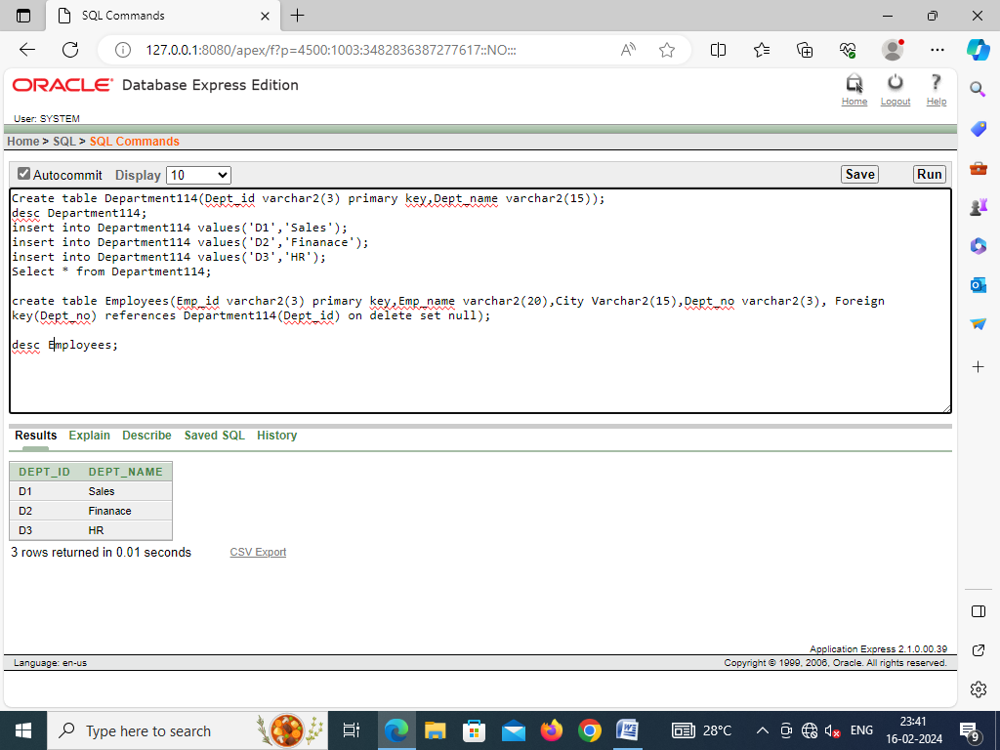 SQL Commands
127.0.0.1:8080/apex/f?p=4500:1003:3482836387277617::NO:::
ORACLE Database Express Edition
Home Logout Help
User: SYSTEM
Home > SQL > SQL Commands
Autocommit Display 10 Save Run
Create table Department114(Dept_id varchar2(3) primary key,Dept_name varchar2(15));
desc Department114;
insert into Department114 values('D1','Sales');
insert into Department114 values('D2','Finanace');
insert into Department114 values('D3','HR');
Select * from Department114;
create table Employees(Emp_id varchar2(3) primary key,Emp_name varchar2(20),City Varchar2(15),Dept_no varchar2(3), Foreign
key(Dept_no) references Department114(Dept_id) on delete set null);
desc Employees;
Results Explain Describe Saved SQL History
DEPT_ID DEPT_NAME
D1 Sales
D2 Finanace
D3 HR
3 rows returned in 0.01 seconds CSV Export
Application Express 2.1.0.00.39
Language: en-us Copyright © 1999, 2006, Oracle. All rights reserved.
Type here to search 28°C ENG 23:41
16-02-2024 9